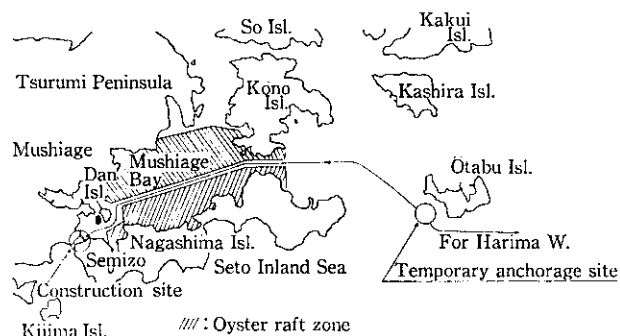 So Isl.
Kakui
Isl.
Tsurumi Peninsula
Kono
Isl.
Kashira Isl.
Mushiage
Mushiage
Bay
Dan
Isl.
Ōtabu Isl.
Nagashima Isl.
For Harima W.
Semizo
Seto Inland Sea
Temporary anchorage site
Construction site
Kijima Isl.
: Oyster raft zone